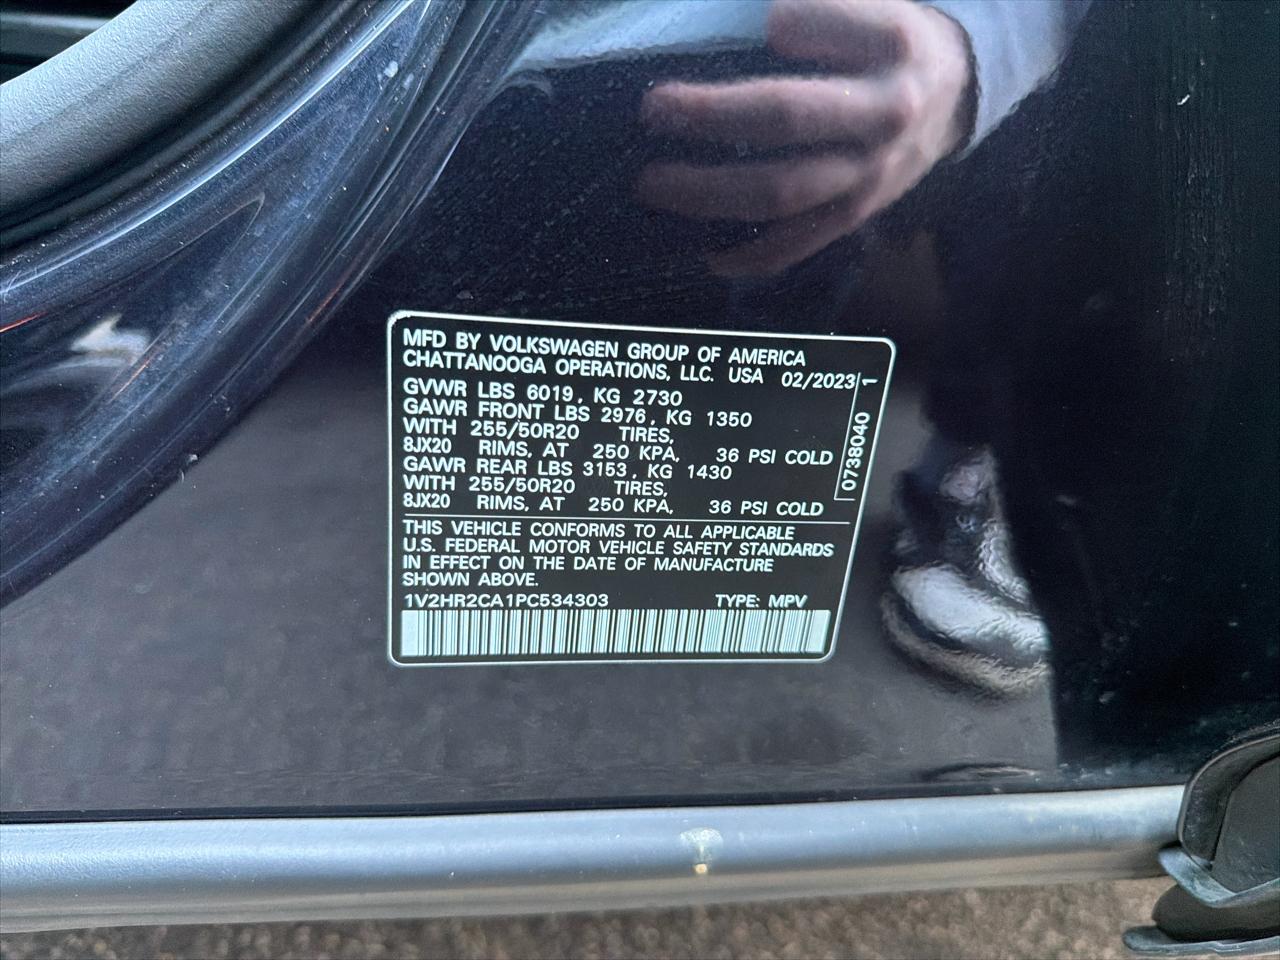 MFD BY VOLKSWAGEN GROUP OF AMERICA
CHATTANOOGA OPERATIONS, LLC. USA 02/2023
GVWR LBS 6019, KG 2730
GAWR FRONT LBS 2976, KG 1350
WITH 255/50R20 TIRES,
8JX20 RIMS, AT 250 KPA, 36 PSI COLD
GAWR REAR LBS 3153, KG 1430
WITH 255/50R20 TIRES,
8JX20 RIMS, AT 250 KPA, 36 PSI COLD
0738040 1
THIS VEHICLE CONFORMS TO ALL APPLICABLE
U.S. FEDERAL MOTOR VEHICLE SAFETY STANDARDS
IN EFFECT ON THE DATE OF MANUFACTURE
SHOWN ABOVE.
1V2HR2CA1PC534303 TYPE: MPV